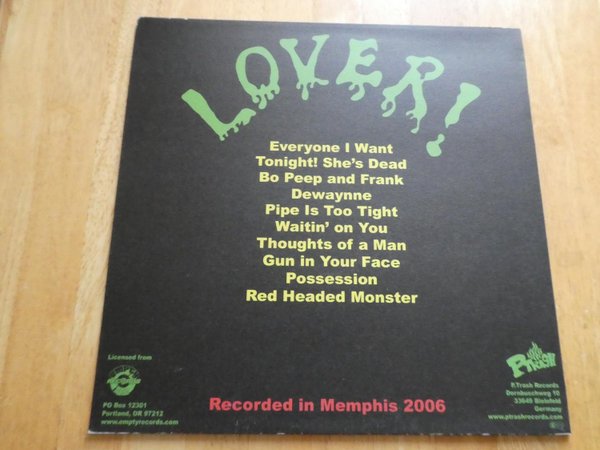 LOVER!
Everyone I Want
Tonight! She's Dead
Bo Peep and Frank
Dewaynne
Pipe Is Too Tight
Waitin' on You
Thoughts of a Man
Gun in Your Face
Possession
Red Headed Monster
Licensed from
PO Box 12301
Portland, OR 97212
www.emptyrecords.com
Recorded in Memphis 2006
P.TRASH
P.Trash Records
Dornbuschweg 10
33649 Bielefeld
Germany
www.ptrashrecords.com